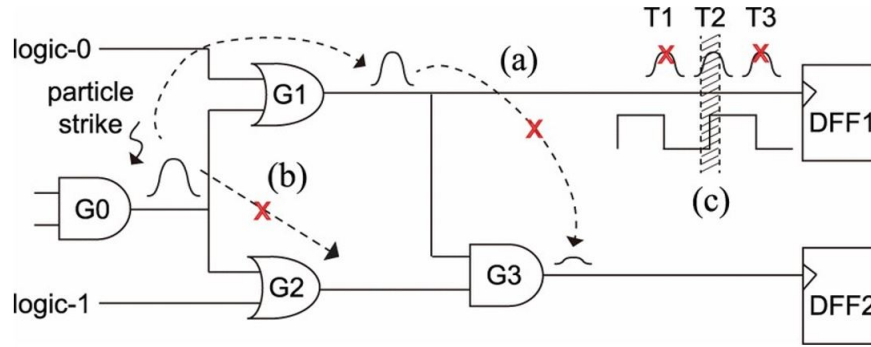 T1 T2 T3
logic-0
(a)
particle
strike
G1
DFF1
(b)
(c)
G0
G3
G2
logic-1
DFF2